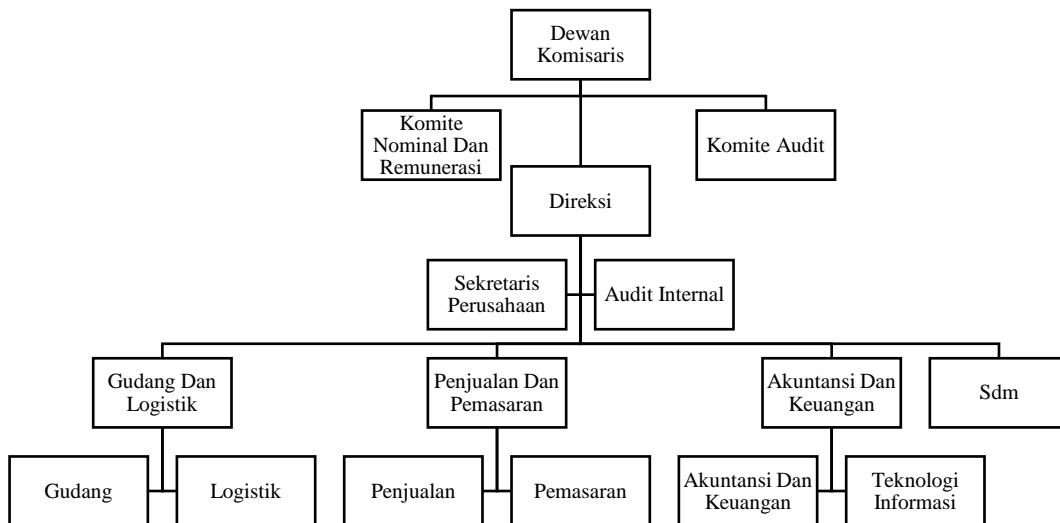 Dewan
Komisaris
Komite
Nominal Dan
Remunerasi
Komite Audit
Direksi
Sekretaris
Perusahaan
Audit Internal
Gudang Dan
Logistik
Penjualan Dan
Pemasaran
Akuntansi Dan
Keuangan
Sdm
Gudang
Logistik
Penjualan
Pemasaran
Akuntansi Dan
Keuangan
Teknologi
Informasi